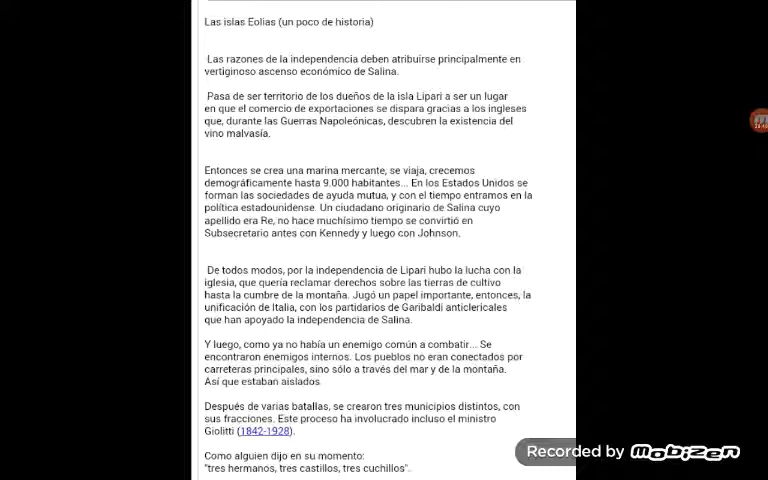 Las islas Eolias (un poco de historia)
Las razones de la independencia deben atribuirse principalmente en
vertiginoso ascenso económico de Salina.
Pasa de ser territorio de los dueños de la isla Lipari a ser un lugar
en que el comercio de exportaciones se dispara gracias a los ingleses
que, durante las Guerras Napoleónicas, descubren la existencia del
vino malvasía.
Entonces se crea una marina mercante, se viaja, crecemos
demográficamente hasta 9.000 habitantes... En los Estados Unidos se
forman las sociedades de ayuda mutua, y con el tiempo entramos en la
política estadounidense. Un ciudadano originario de Salina cuyo
apellido era Re, no hace muchísimo tiempo se convirtió en
Subsecretario antes con Kennedy y luego con Johnson.
De todos modos, por la independencia de Lipari hubo la lucha con la
iglesia, que quería reclamar derechos sobre las tierras de cultivo
hasta la cumbre de la montaña. Jugó un papel importante, entonces, la
unificación de Italia, con los partidarios de Garibaldi anticlericales
que han apoyado la independencia de Salina.
Y luego, como ya no había un enemigo común a combatir... Se
encontraron enemigos internos. Los pueblos no eran conectados por
carreteras principales, sino sólo a través del mar y de la montaña.
Así que estaban aislados.
Después de varias batallas, se crearon tres municipios distintos, con
sus fracciones. Este proceso ha involucrado incluso el ministro
Giolitti (1842-1928).
Como alguien dijo en su momento:
"tres hermanos, tres castillos, tres cuchillos".
Recorded by Mobizen